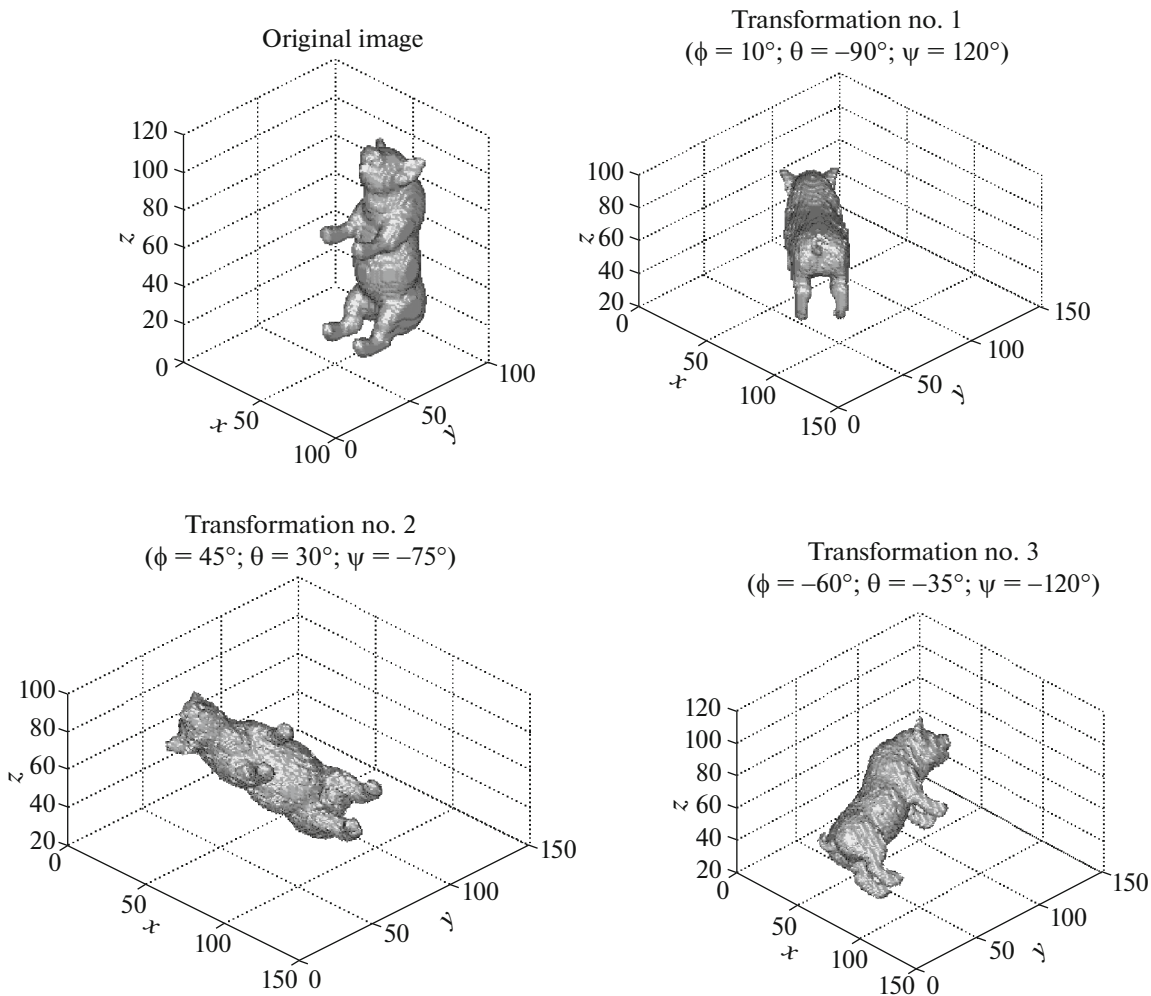 Original image
120
100
80
60
40
20
0
z
x
50
100
0
50
100
y
Transformation no. 1
(ϕ = 10°; θ = –90°; ψ = 120°)
100
80
60
40
20
0
z
x
50
100
150
0
50
100
150
y
Transformation no. 2
(ϕ = 45°; θ = 30°; ψ = –75°)
100
80
60
40
20
0
z
x
50
100
150
0
50
100
150
y
Transformation no. 3
(ϕ = –60°; θ = –35°; ψ = –120°)
120
100
80
60
40
20
0
z
x
50
100
150
0
50
100
150
y